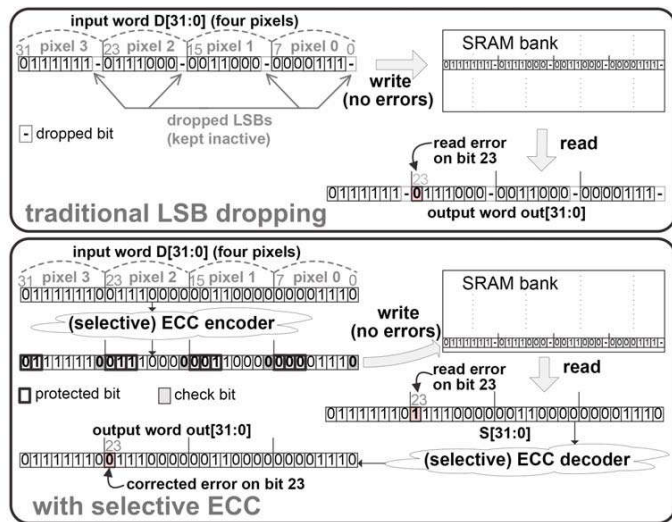 input word D[31:0] (four pixels)
31 pixel 3 23 pixel 2 15 pixel 1 7 pixel 0 0
0111111-0111000-0011000-0000111-
SRAM bank
0111111-0111000-0011000-0000111-
write
(no errors)
dropped LSBs
(kept inactive)
- dropped bit
read error
on bit 23
read
23
0111111-0111000-0011000-0000111-
output word out[31:0]
traditional LSB dropping
input word D[31:0] (four pixels)
31 pixel 3 23 pixel 2 15 pixel 1 7 pixel 0 0
(selective) ECC encoder
write
(no errors)
SRAM bank
protected bit
check bit
read error
on bit 23
read
23
S[31:0]
output word out[31:0]
23
(selective) ECC decoder
corrected error on bit 23
with selective ECC